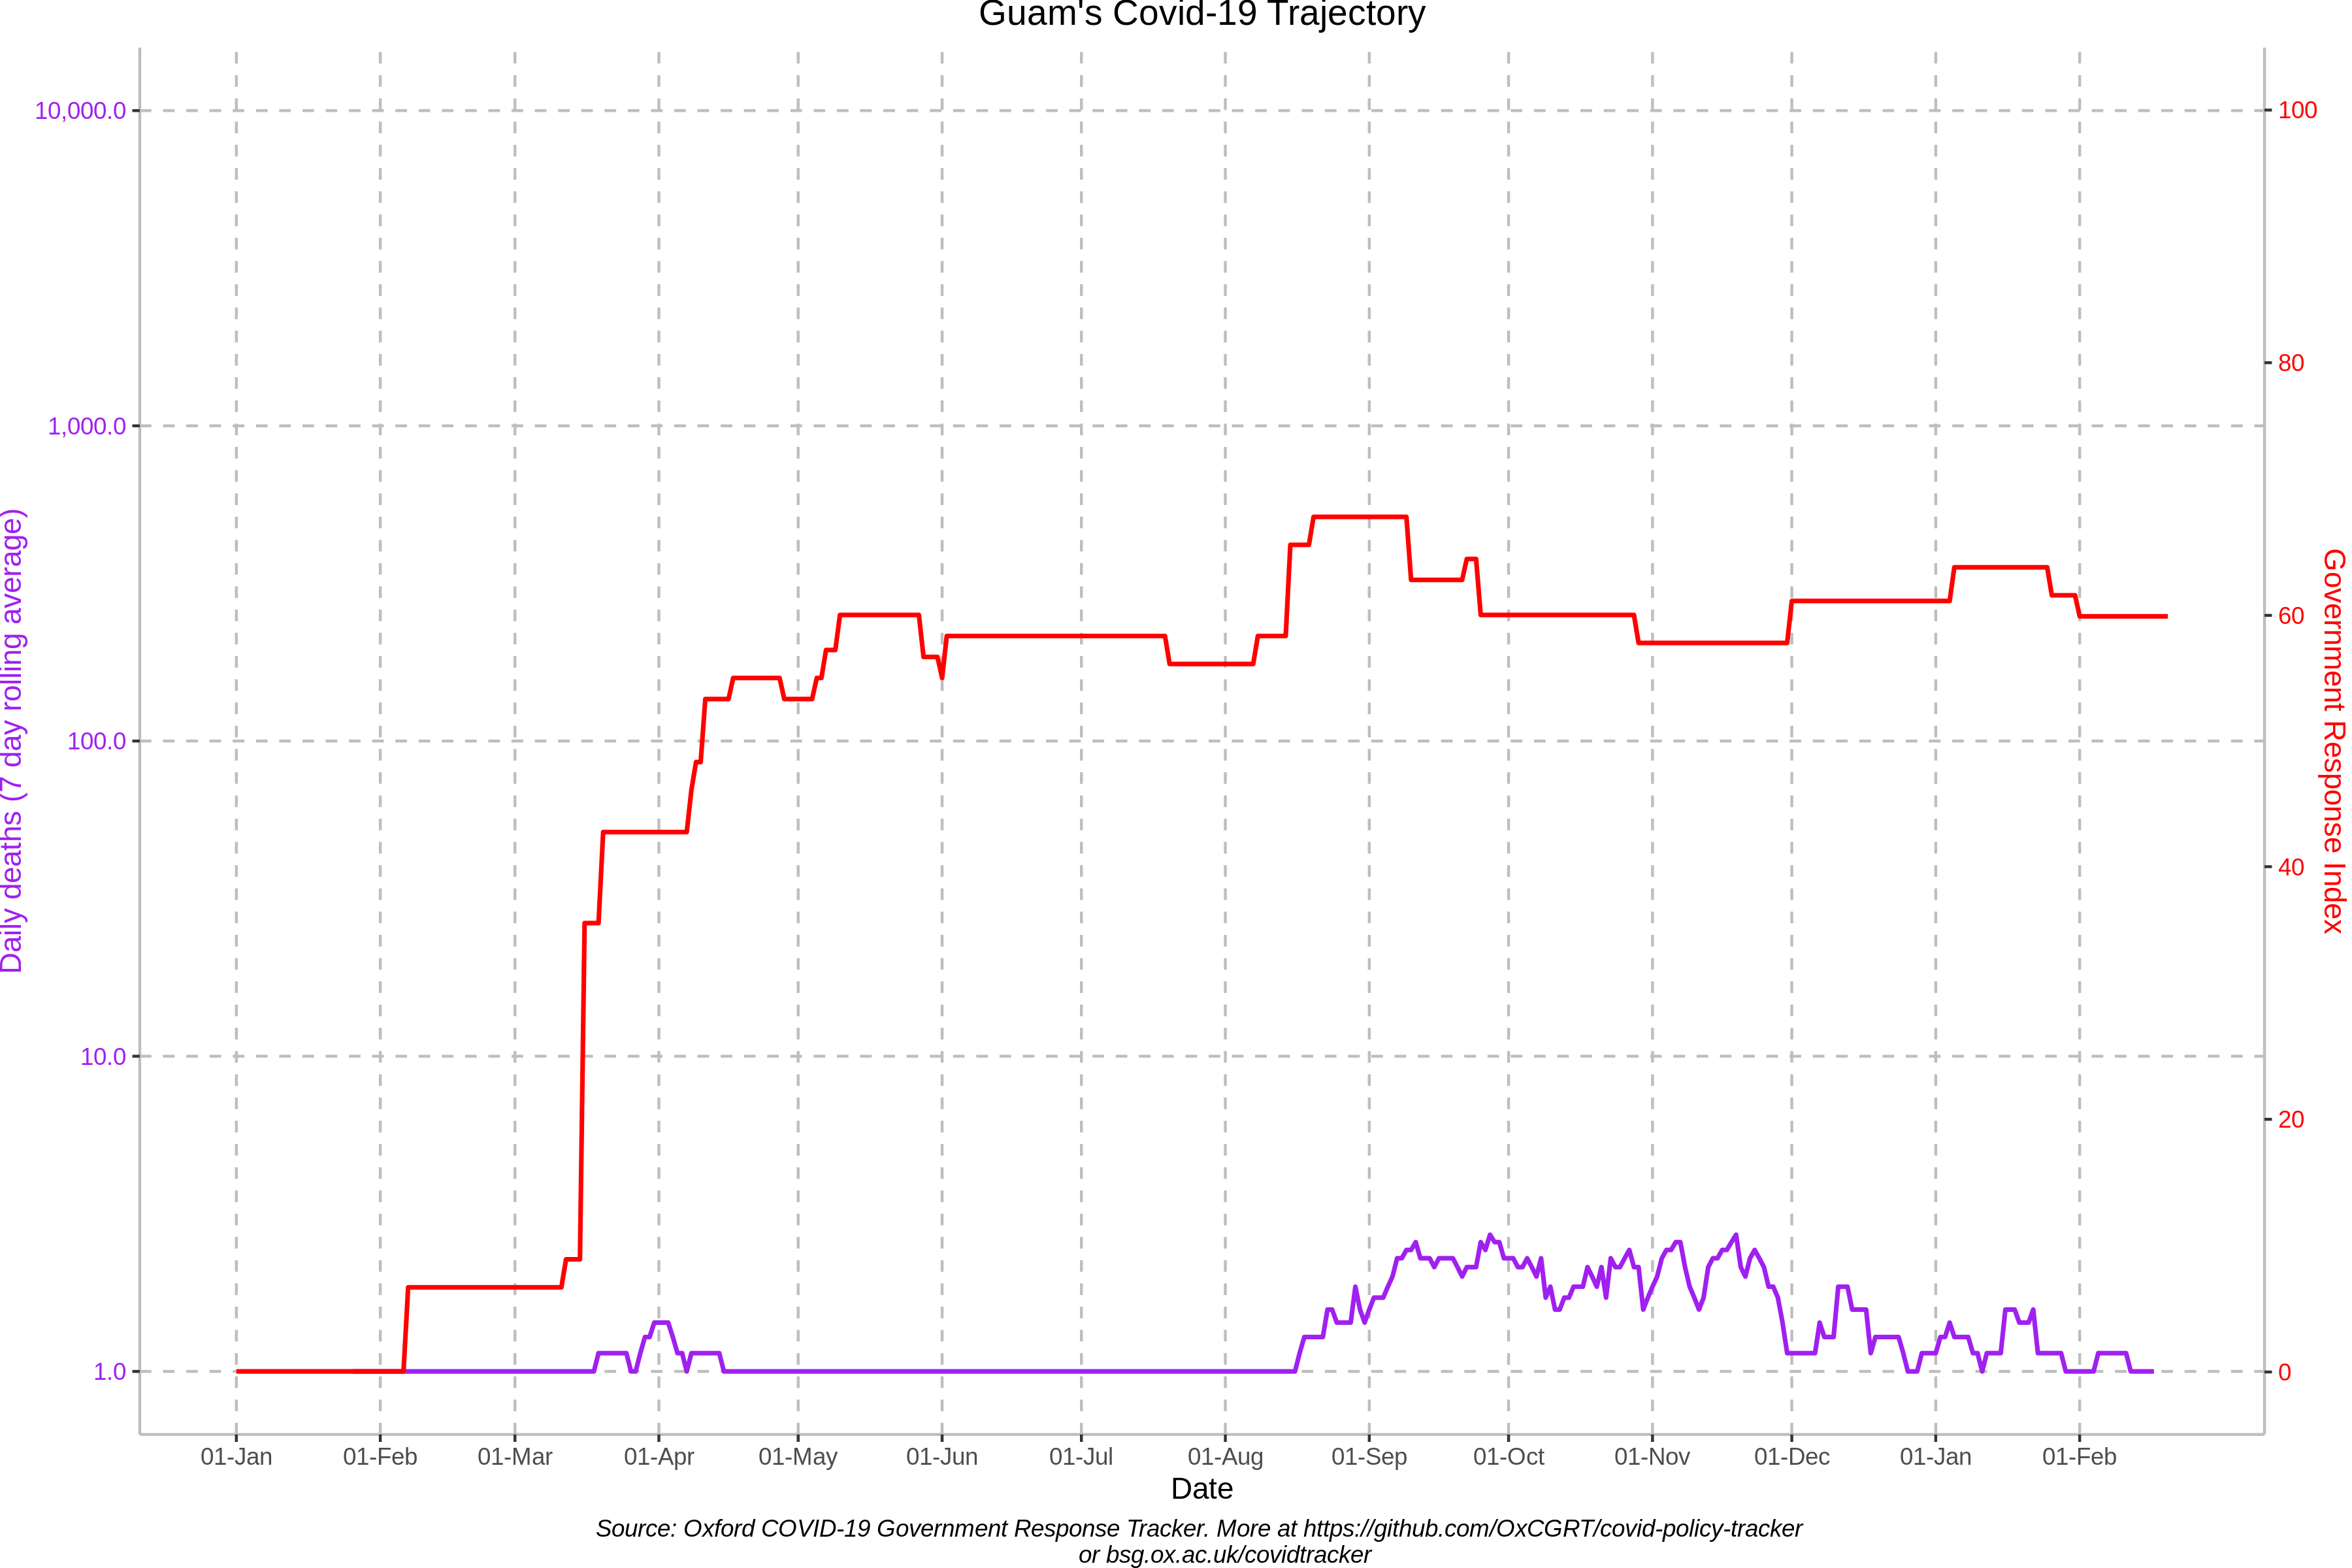 Guam's Covid-19 Trajectory
10,000.0
1,000.0
100.0
10.0
1.0
Daily deaths (7 day rolling average)
100
80
60
40
20
0
Government Response Index
01-Jan 01-Feb 01-Mar 01-Apr 01-May 01-Jun 01-Jul 01-Aug 01-Sep 01-Oct 01-Nov 01-Dec 01-Jan 01-Feb
Date
Source: Oxford COVID-19 Government Response Tracker. More at https://github.com/OxCGRT/covid-policy-tracker
or bsg.ox.ac.uk/covidtracker